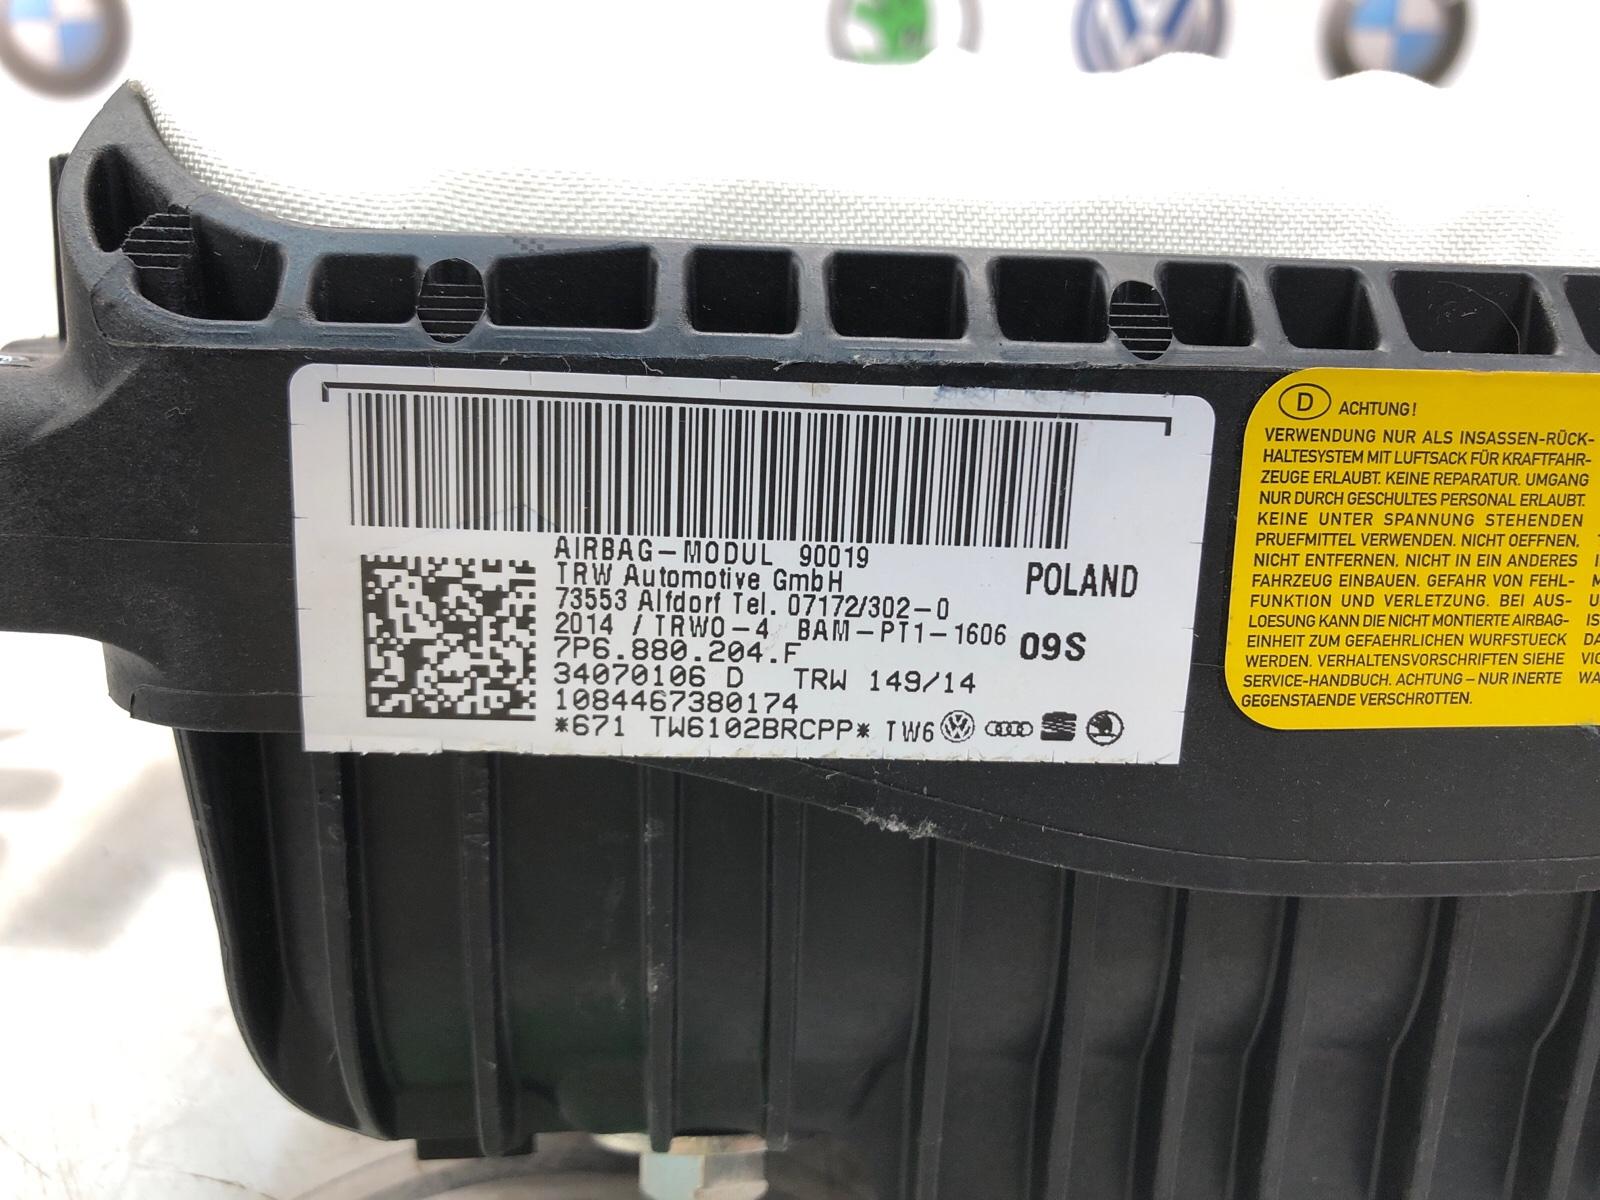 AIRBAG-MODUL 90019
TRW Automotive GmbH
73553 Alfdorf Tel. 07172/302-0
2014 / TRWO-4 BAM-PT1-1606
7P6.880.204.F
34070106 D TRW 149/14
1084467380174
*671 TW6102BRCPP* TW6
POLAND
09S
D ACHTUNG!
VERWENDUNG NUR ALS INSASSEN-RÜCK-
HALTESYSTEM MIT LUFTSACK FÜR KRAFTFAHR-
ZEUGE ERLAUBT. KEINE REPARATUR. UMGANG
NUR DURCH GESCHULTES PERSONAL ERLAUBT.
KEINE UNTER SPANNUNG STEHENDEN
PRUEFMITTEL VERWENDEN. NICHT OEFFNEN,
NICHT ENTFERNEN, NICHT IN EIN ANDERES
FAHRZEUG EINBAUEN. GEFAHR VON FEHL-
FUNKTION UND VERLETZUNG. BEI AUS-
LOESUNG KANN DIE NICHT MONTIERTE AIRBAG-
EINHEIT ZUM GEFAEHRLICHEN WURFSTUECK
WERDEN. VERHALTENSVORSCHRIFTEN SIEHE
SERVICE-HANDBUCH. ACHTUNG - NUR INERTE
GEGENSTAENDE VERSCHROTTEN.